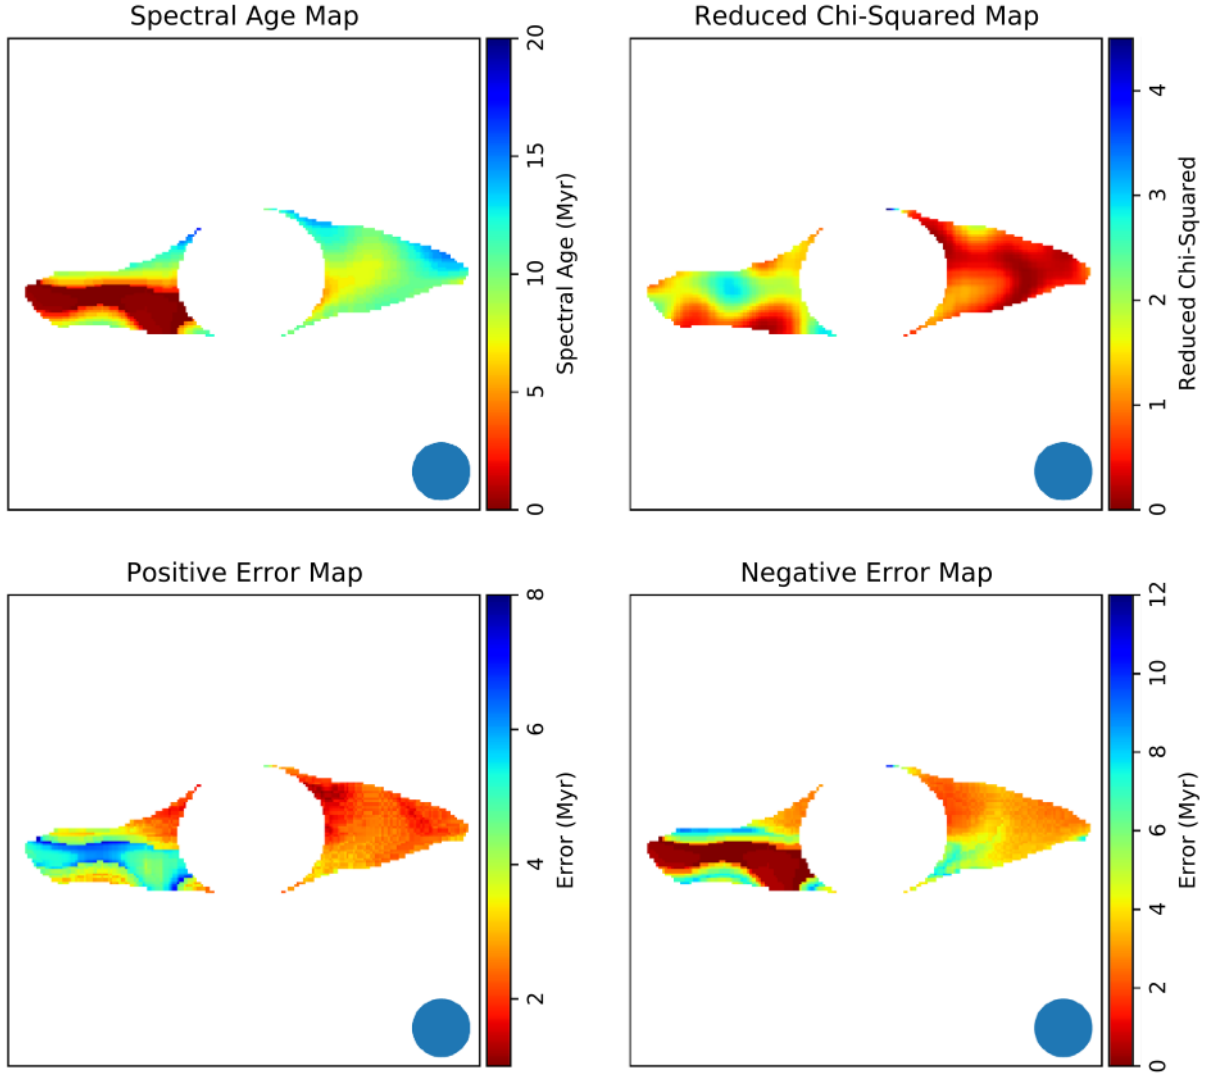 Spectral Age Map
20
15
10
5
0
Spectral Age (Myr)
Reduced Chi-Squared Map
4
3
2
1
0
Reduced Chi-Squared
Positive Error Map
8
6
4
2
Error (Myr)
Negative Error Map
12
10
8
6
4
2
0
Error (Myr)